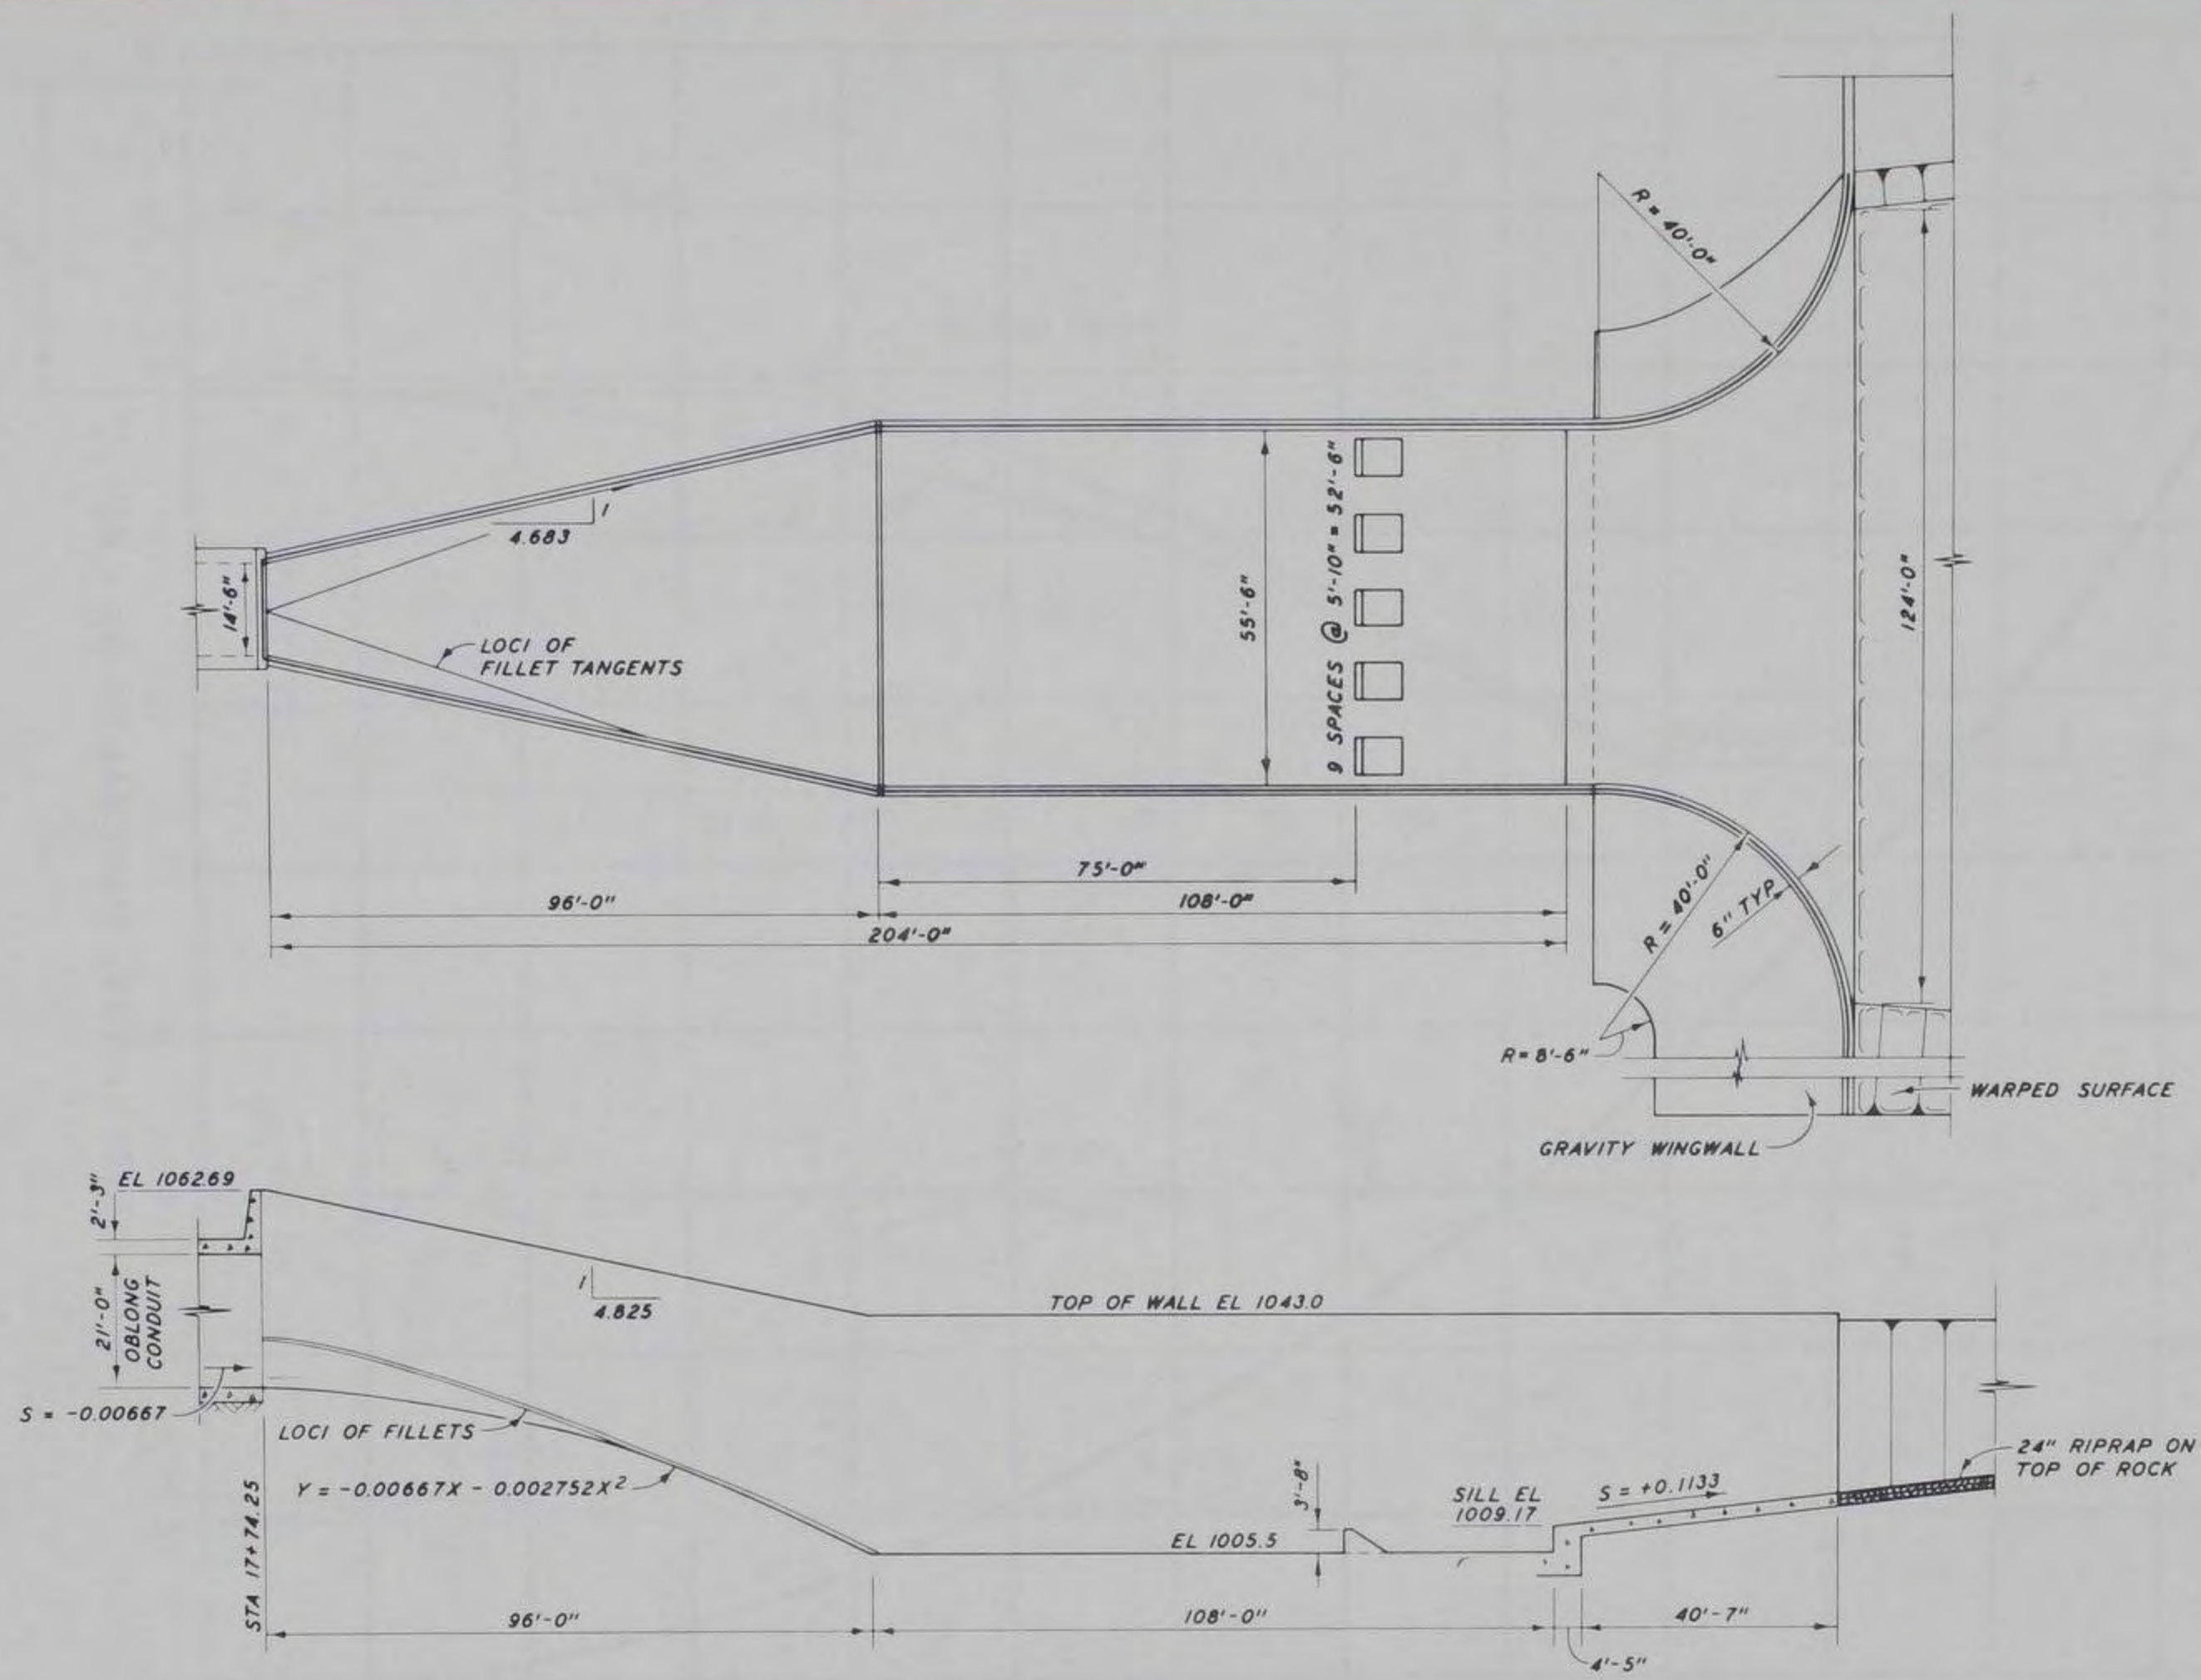 R = 40'-0"
1
4.683
14'-6"
LOCI OF
FILLET TANGENTS
55'-6"
9 SPACES @ 5'-10" = 52'-6"
124'-0"
75'-0"
96'-0"
108'-0"
204'-0"
R = 40'-0"
6" TYP
R = 8'-6"
WARPED SURFACE
GRAVITY WINGWALL
EL 1062.69
2'-3"
21'-0"
OBLONG
CONDUIT
1
4.825
TOP OF WALL EL 1043.0
S = -0.00667
LOCI OF FILLETS
Y = -0.00667X - 0.002752X²
STA 17+74.25
24" RIPRAP ON
TOP OF ROCK
3'-8"
SILL EL
1009.17
S = +0.1133
EL 1005.5
96'-0"
108'-0"
40'-7"
4'-5"